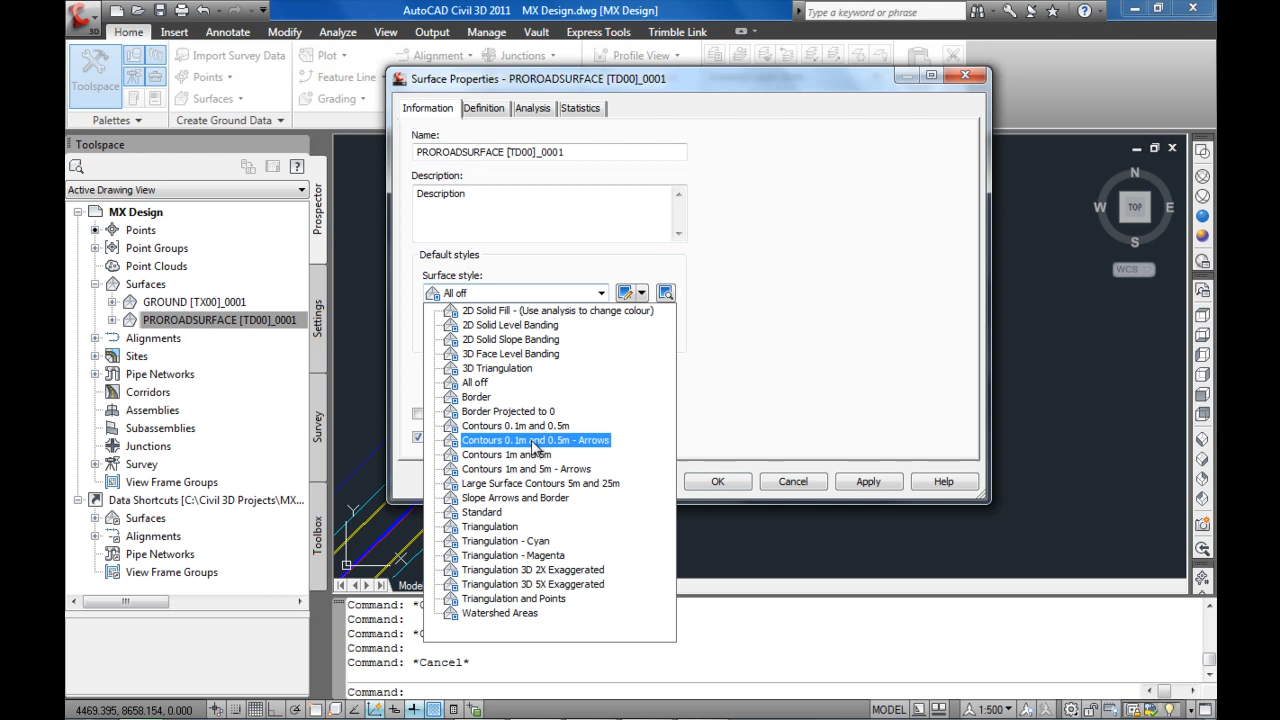 AutoCAD Civil 3D 2011 MX Design.dwg [MX Design]
Type a keyword or phrase
3D
Home Insert Annotate Modify Analyze View Output Manage Vault Express Tools Trimble Link
Import Survey Data
Plot
Alignment
Junctions
Profile View
Toolspace
Points
Feature Line
Surfaces
Grading
Palettes
Create Ground Data
Toolspace
Active Drawing View
MX Design
Points
Point Groups
Point Clouds
Surfaces
GROUND [TX00]_0001
PROROADSURFACE [TD00]_0001
Alignments
Sites
Pipe Networks
Corridors
Assemblies
Subassemblies
Junctions
Survey
View Frame Groups
Data Shortcuts [C:\Civil 3D Projects\MX...
Surfaces
Alignments
Pipe Networks
View Frame Groups
Prospector
Settings
Survey
Toolbox
Surface Properties - PROROADSURFACE [TD00]_0001
Information Definition Analysis Statistics
Name:
PROROADSURFACE [TD00]_0001
Description:
Description
Default styles
Surface style:
All off
2D Solid Fill - (Use analysis to change colour)
2D Solid Level Banding
2D Solid Slope Banding
3D Face Level Banding
3D Triangulation
All off
Border
Border Projected to 0
Contours 0.1m and 0.5m
Contours 0.1m and 0.5m - Arrows
Contours 1m and 5m
Contours 1m and 5m - Arrows
Large Surface Contours 5m and 25m
Slope Arrows and Border
Standard
Triangulation
Triangulation - Cyan
Triangulation - Magenta
Triangulation 3D 2X Exaggerated
Triangulation 3D 5X Exaggerated
Triangulation and Points
Watershed Areas
OK Cancel Apply Help
N
W TOP E
S
WCS
Y
X
Mode
Command: *C
Command:
Command: *C
Command:
Command: *Cancel*
Command:
4469.395, 8658.154, 0.000
MODEL
1:500